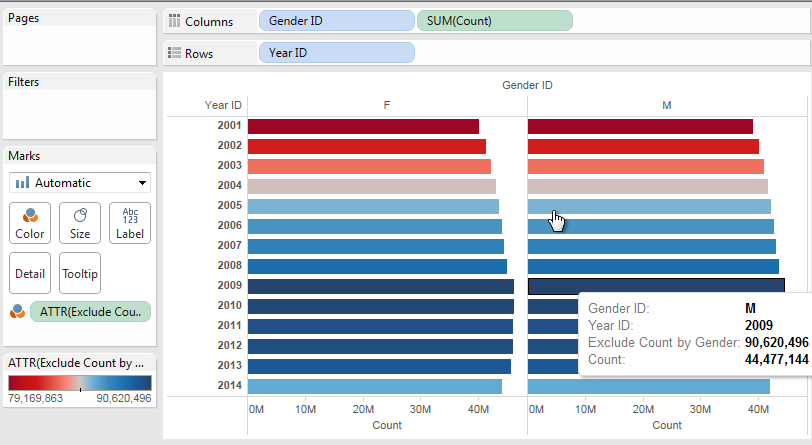 Pages
Columns
Gender ID
SUM(Count)
Rows
Year ID
Filters
Marks
Automatic
Color
Size
Abc
123
Label
Detail
Tooltip
ATTR(Exclude Cou..
ATTR(Exclude Count by ...
79,169,863 90,620,496
Gender ID
Year ID F M
2001
2002
2003
2004
2005
2006
2007
2008
2009
2010
2011
2012
2013
2014
Gender ID: M
Year ID: 2009
Exclude Count by Gender: 90,620,496
Count: 44,477,144
0M 10M 20M 30M 40M 0M 10M 20M 30M 40M
Count Count